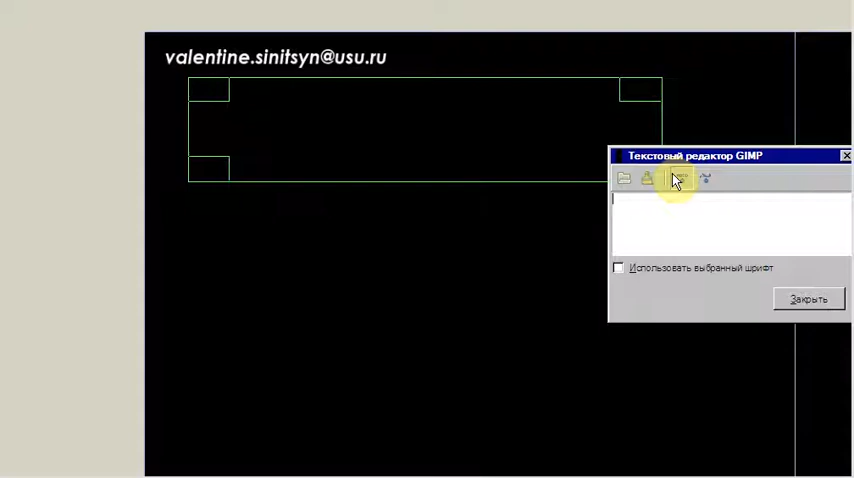 valentine.sinitsyn@usu.ru
Текстовый редактор GIMP
Использовать выбранный шрифт
Закрыть